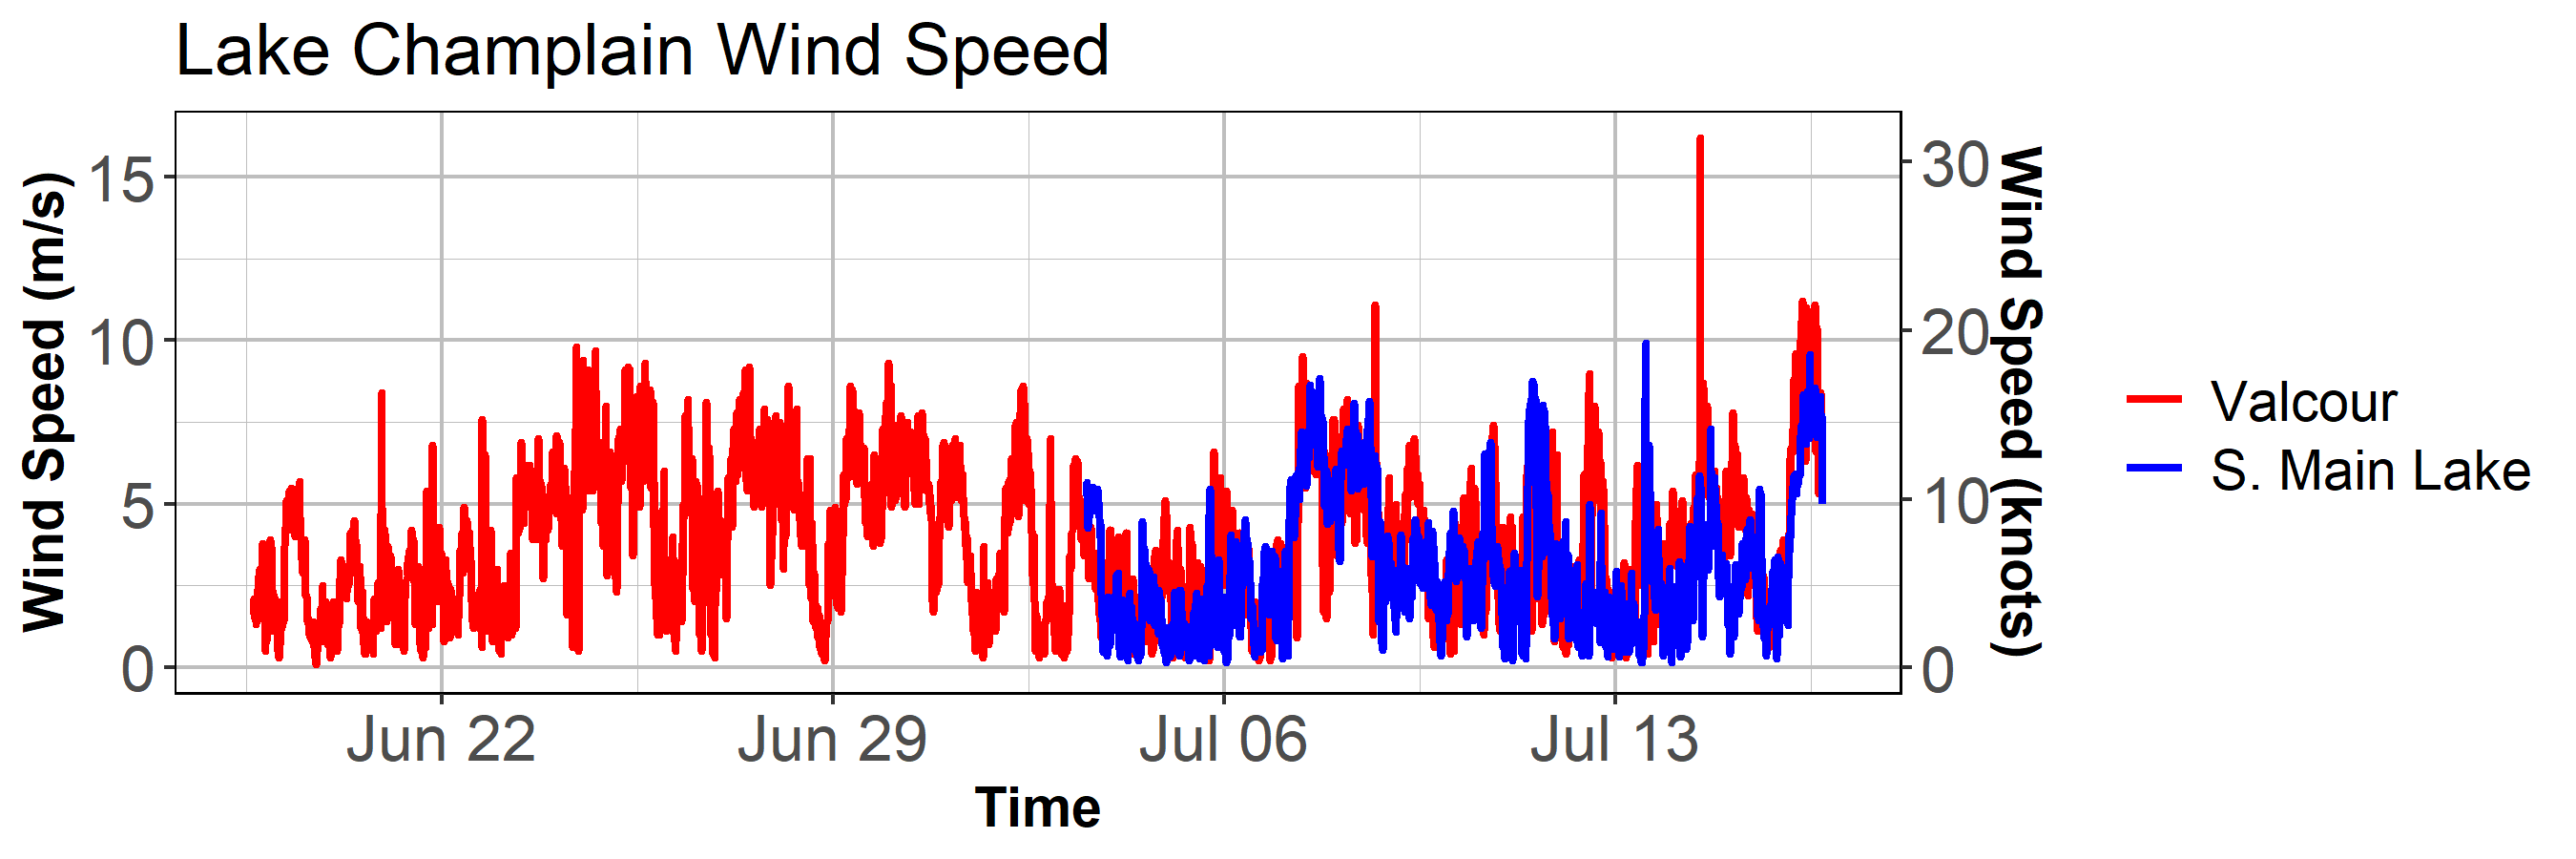 Lake Champlain Wind Speed
Wind Speed (m/s)
15
10
5
0
30
20
10
0
Wind Speed (knots)
Jun 22
Jun 29
Jul 06
Jul 13
Time
Valcour
S. Main Lake